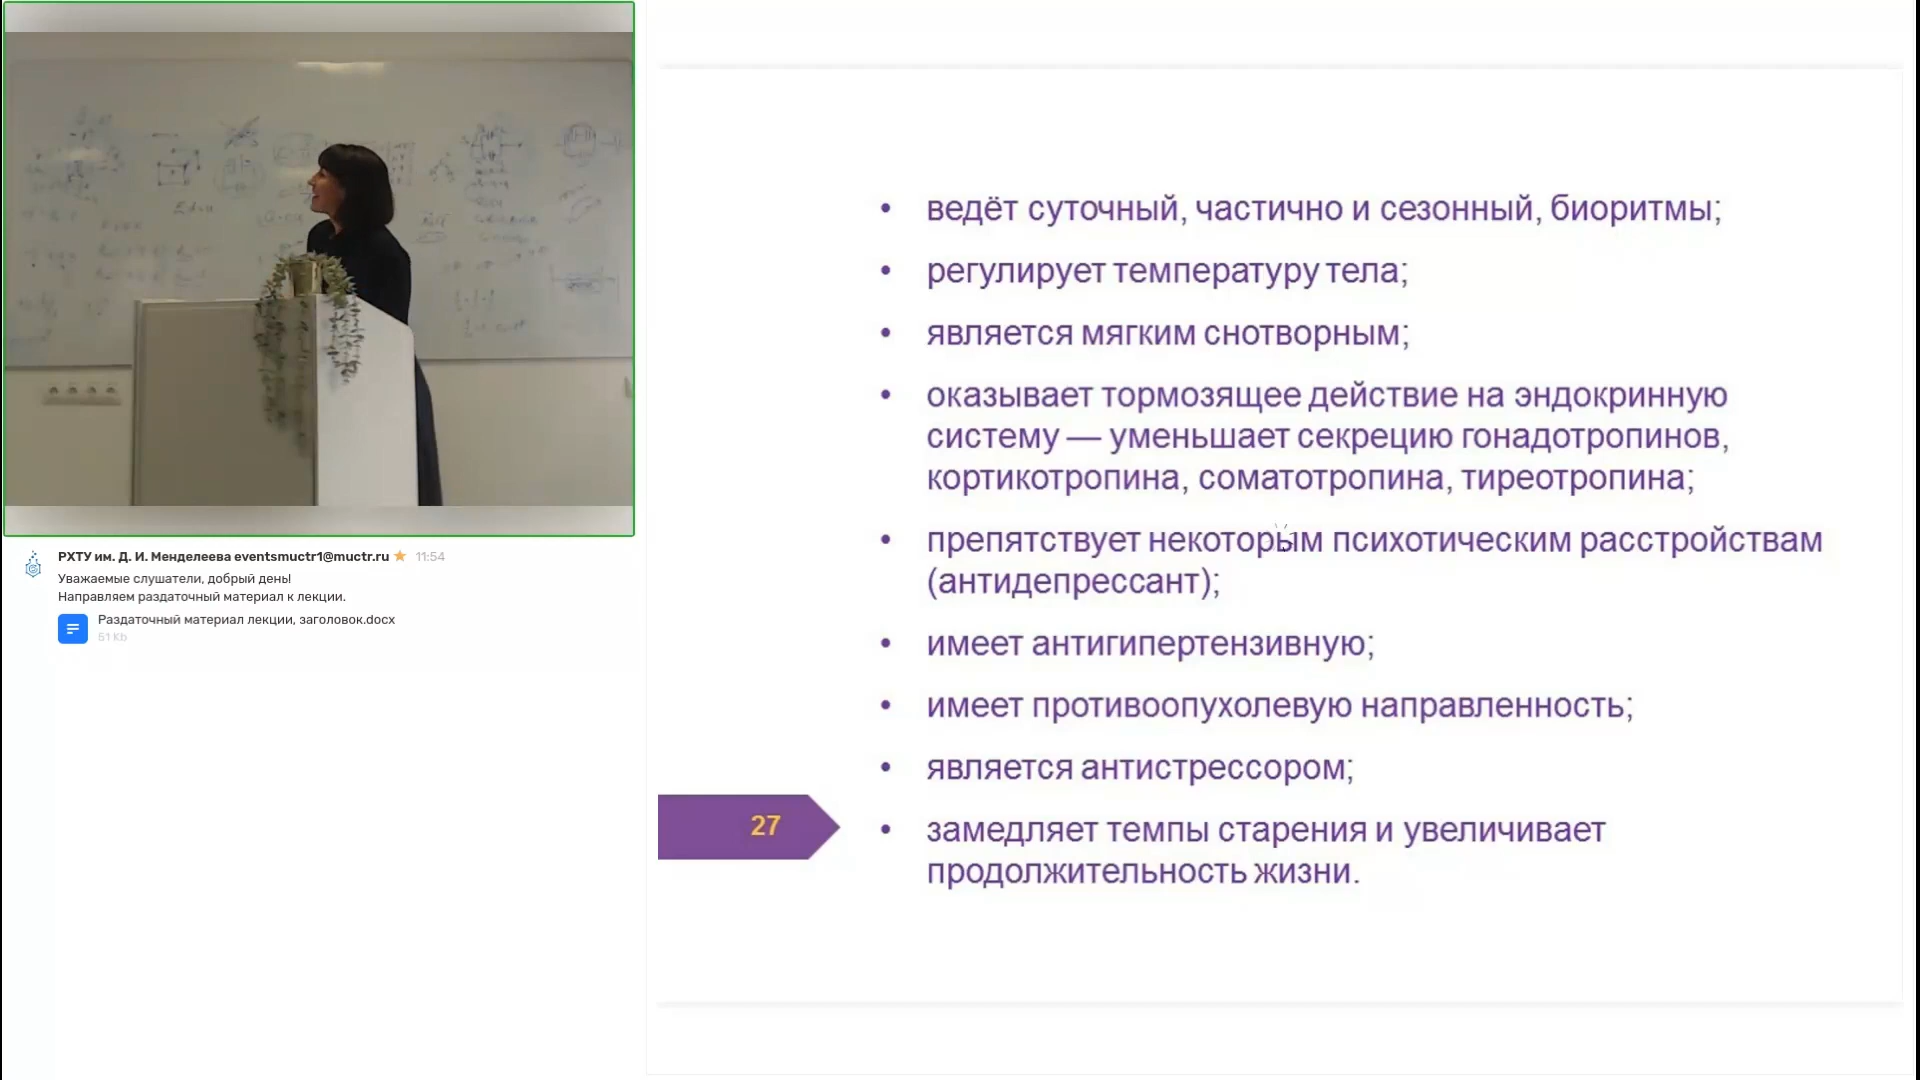 РХТУ им. Д. И. Менделеева eventsmuctr1@muctr.ru 11:54
Уважаемые слушатели, добрый день!
Направляем раздаточный материал к лекции.
Раздаточный материал лекции, заголовок.docx
51 Kb
• ведёт суточный, частично и сезонный, биоритмы;
• регулирует температуру тела;
• является мягким снотворным;
• оказывает тормозящее действие на эндокринную
систему — уменьшает секрецию гонадотропинов,
кортикотропина, соматотропина, тиреотропина;
• препятствует некоторым психотическим расстройствам
(антидепрессант);
• имеет антигипертензивную;
• имеет противоопухолевую направленность;
• является антистрессором;
27
• замедляет темпы старения и увеличивает
продолжительность жизни.